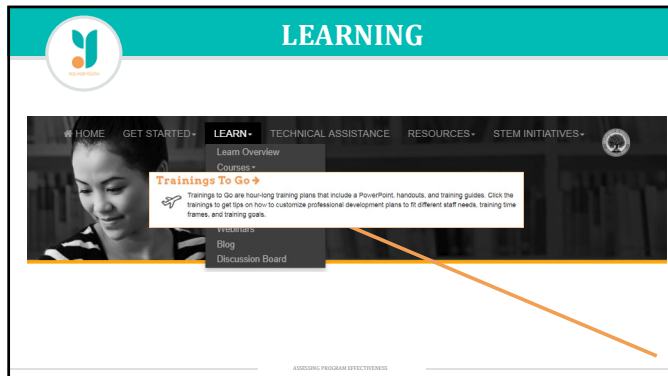 LEARNING
YOU FOR YOUTH
HOME GET STARTED LEARN TECHNICAL ASSISTANCE RESOURCES STEM INITIATIVES
Learn Overview
Courses
Trainings To Go
Trainings to Go are hour-long training plans that include a PowerPoint, handouts, and training guides. Click the
trainings to get tips on how to customize professional development plans to fit different staff needs, training time
frames, and training goals.
Webinars
Blog
Discussion Board
ASSESSING PROGRAM EFFECTIVENESS